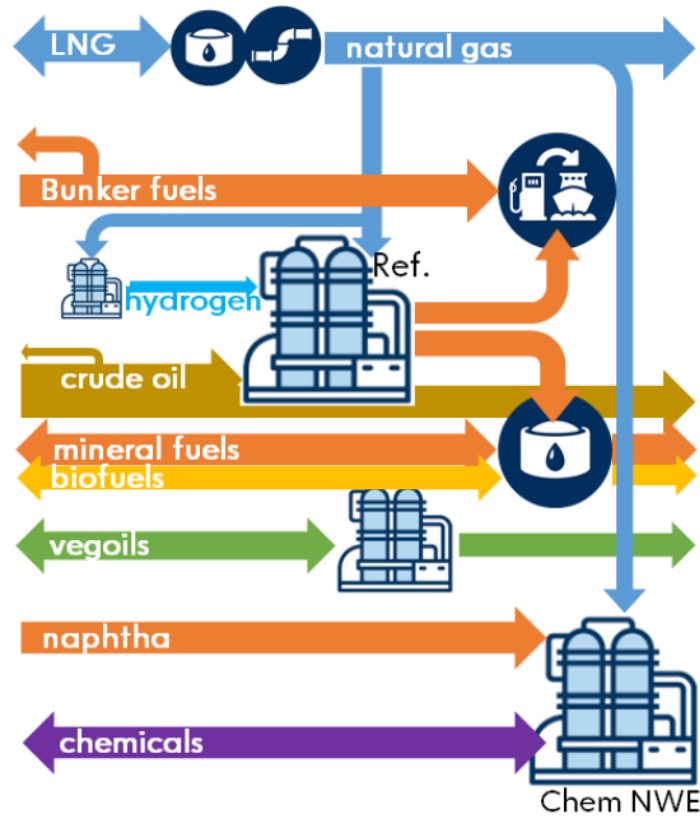 LNG
natural gas
Bunker fuels
Ref.
hydrogen
crude oil
mineral fuels
biofuels
vegoils
naphtha
chemicals
Chem NWE